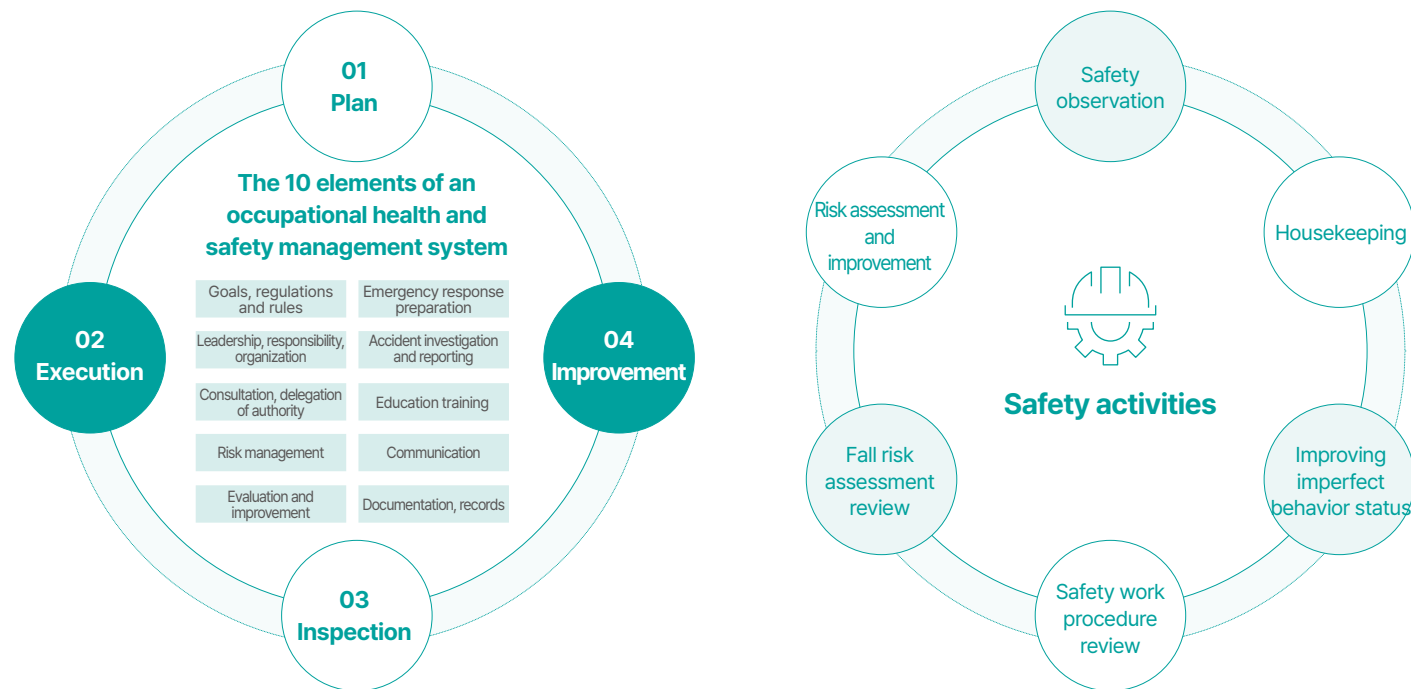 01
Plan
The 10 elements of an
occupational health and
safety management system
Goals, regulations
and rules
Emergency response
preparation
Leadership, responsibility,
organization
Accident investigation
and reporting
Consultation, delegation
of authority
Education training
Risk management
Communication
Evaluation and
improvement
Documentation, records
02
Execution
04
Improvement
03
Inspection
Safety
observation
Risk assessment
and
improvement
Housekeeping
Safety activities
Fall risk
assessment
review
Improving
imperfect
behavior status
Safety work
procedure
review